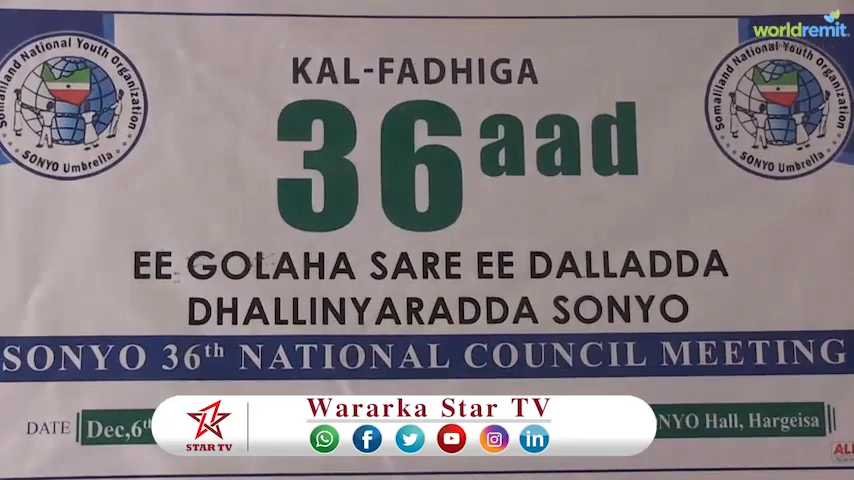 worldremit
Somaliland National Youth Organization
SONYO Umbrella
Somaliland National Youth Organization
SONYO Umbrella
KAL-FADHIGA
36aad
EE GOLAHA SARE EE DALLADDA
DHALLINYARADDA SONYO
SONYO 36th NATIONAL COUNCIL MEETING
DATE Dec,6th
NYO Hall, Hargeisa
Wararka Star TV
STAR TV